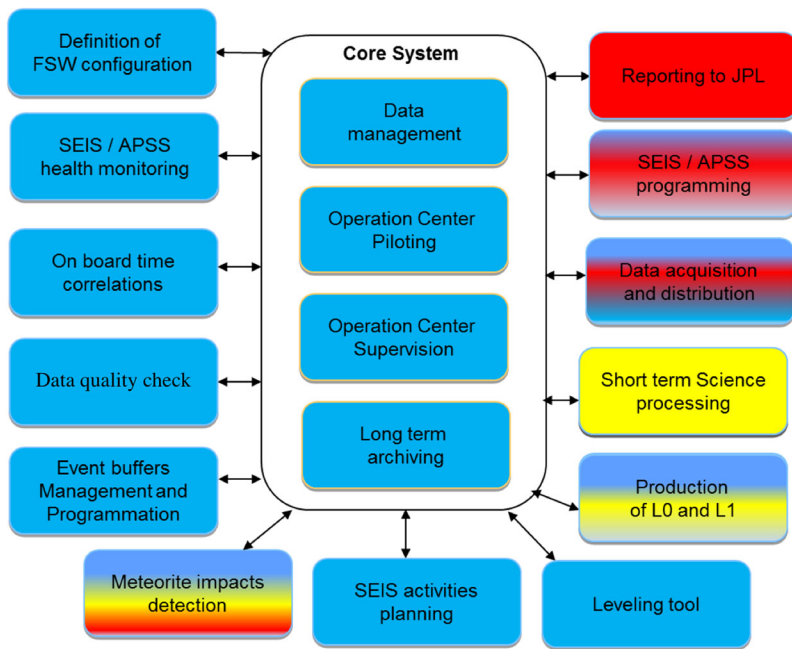 Definition of
FSW configuration
SEIS / APSS
health monitoring
On board time
correlations
Data quality check
Event buffers
Management and
Programmation
Core System
Data
management
Operation Center
Piloting
Operation Center
Supervision
Long term
archiving
Reporting to JPL
SEIS / APSS
programming
Data acquisition
and distribution
Short term Science
processing
Production
of L0 and L1
Meteorite impacts
detection
SEIS activities
planning
Leveling tool